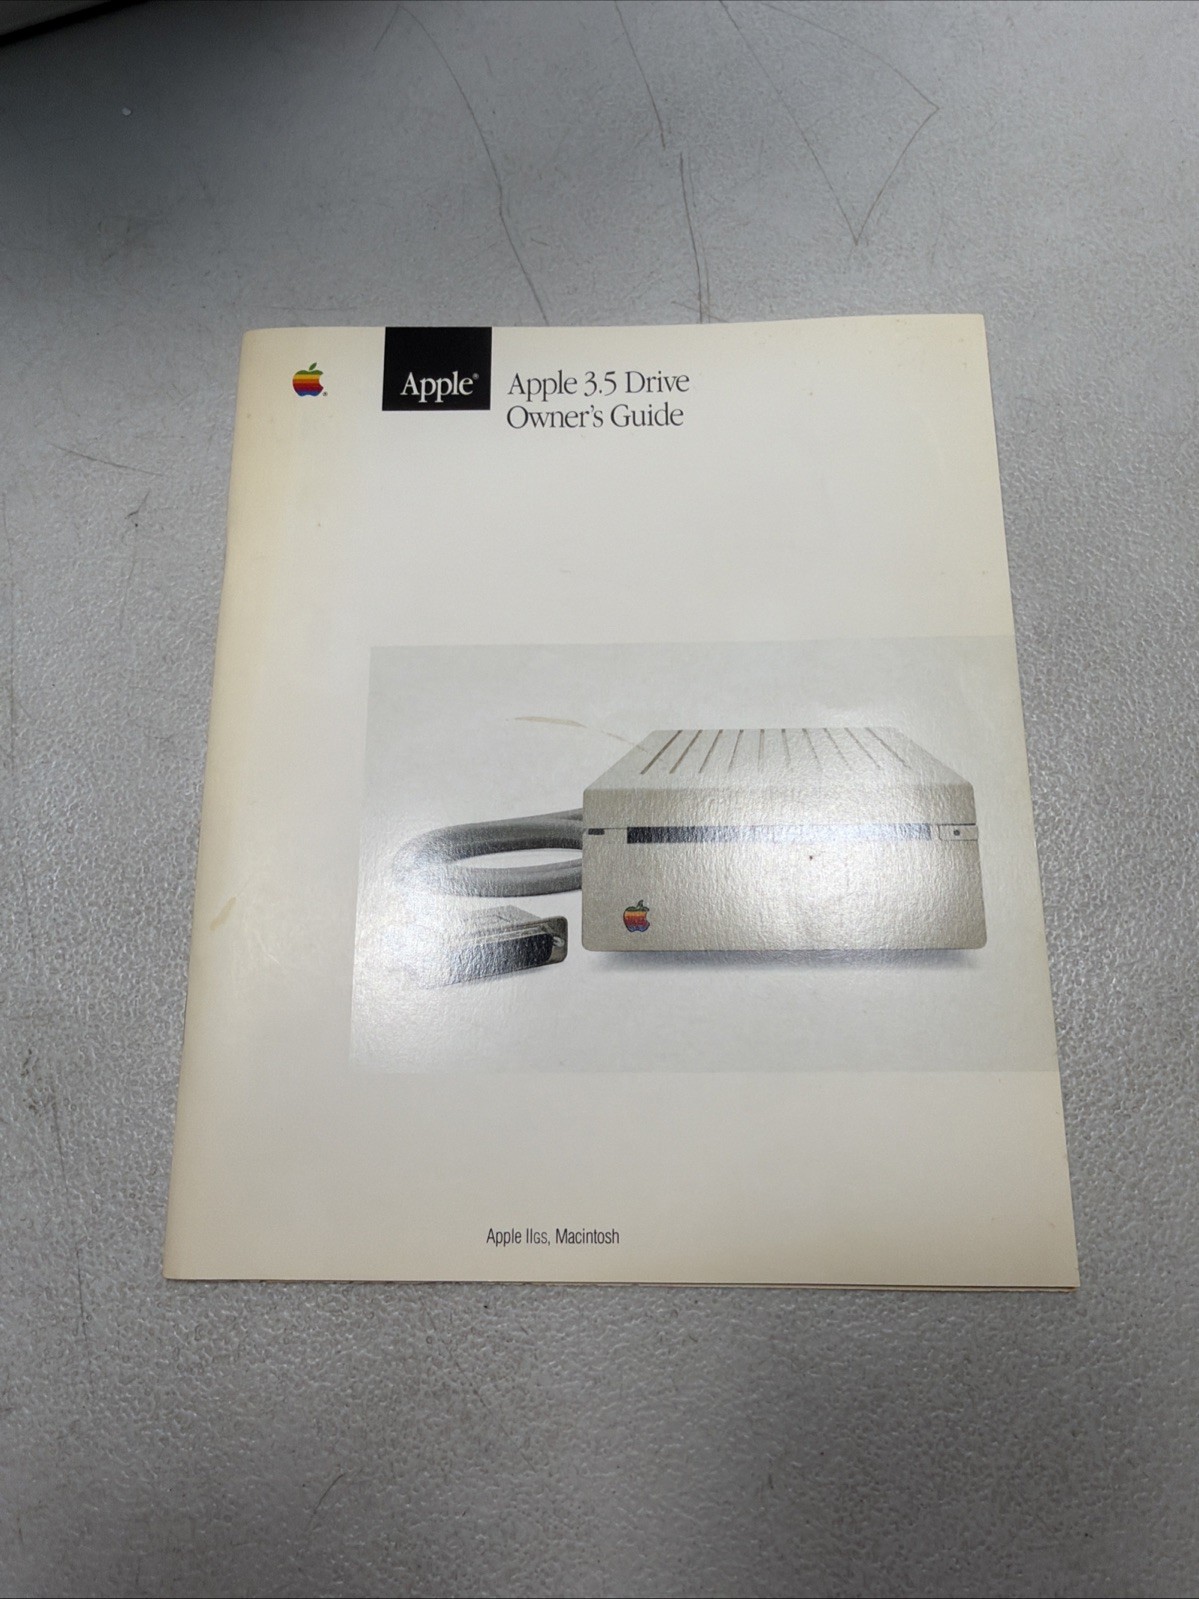 Apple®
Apple 3.5 Drive
Owner's Guide
Apple IIGS, Macintosh